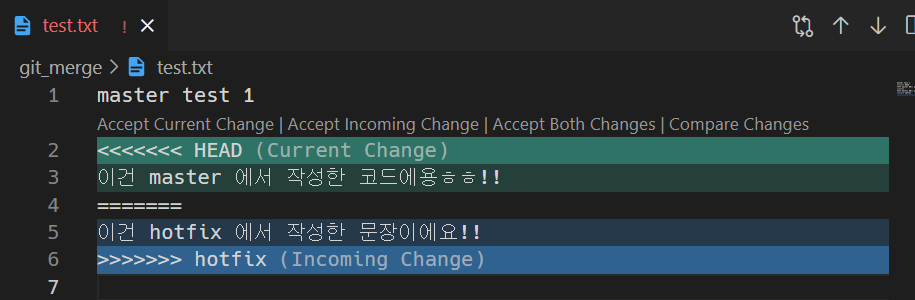 test.txt !
git_merge > test.txt
1 master test 1
Accept Current Change | Accept Incoming Change | Accept Both Changes | Compare Changes
2 <<<<<<< HEAD (Current Change)
3 이건 master 에서 작성한 코드에용ㅎㅎ!!
4 =======
5 이건 hotfix 에서 작성한 문장이에요!!
6 >>>>>>> hotfix (Incoming Change)
7